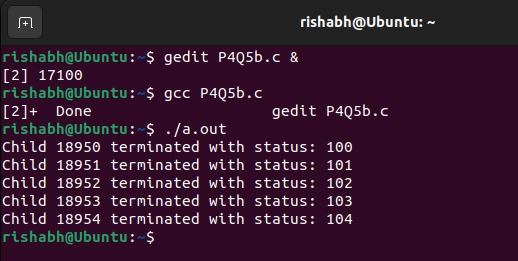 rishabh@Ubuntu: ~
rishabh@Ubuntu:~$ gedit P4Q5b.c &
[2] 17100
rishabh@Ubuntu:~$ gcc P4Q5b.c
[2]+  Done                    gedit P4Q5b.c
rishabh@Ubuntu:~$ ./a.out
Child 18950 terminated with status: 100
Child 18951 terminated with status: 101
Child 18952 terminated with status: 102
Child 18953 terminated with status: 103
Child 18954 terminated with status: 104
rishabh@Ubuntu:~$